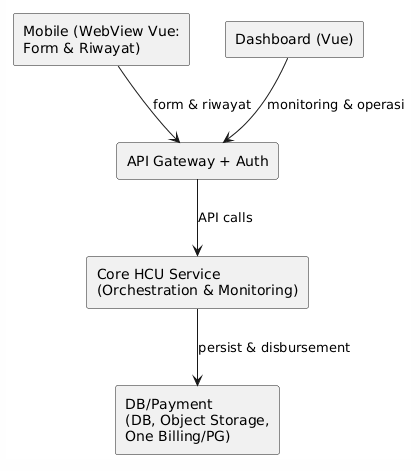 Mobile (WebView Vue:
Form & Riwayat)
Dashboard (Vue)
form & riwayat
monitoring & operasi
API Gateway + Auth
API calls
Core HCU Service
(Orchestration & Monitoring)
persist & disbursement
DB/Payment
(DB, Object Storage,
One Billing/PG)